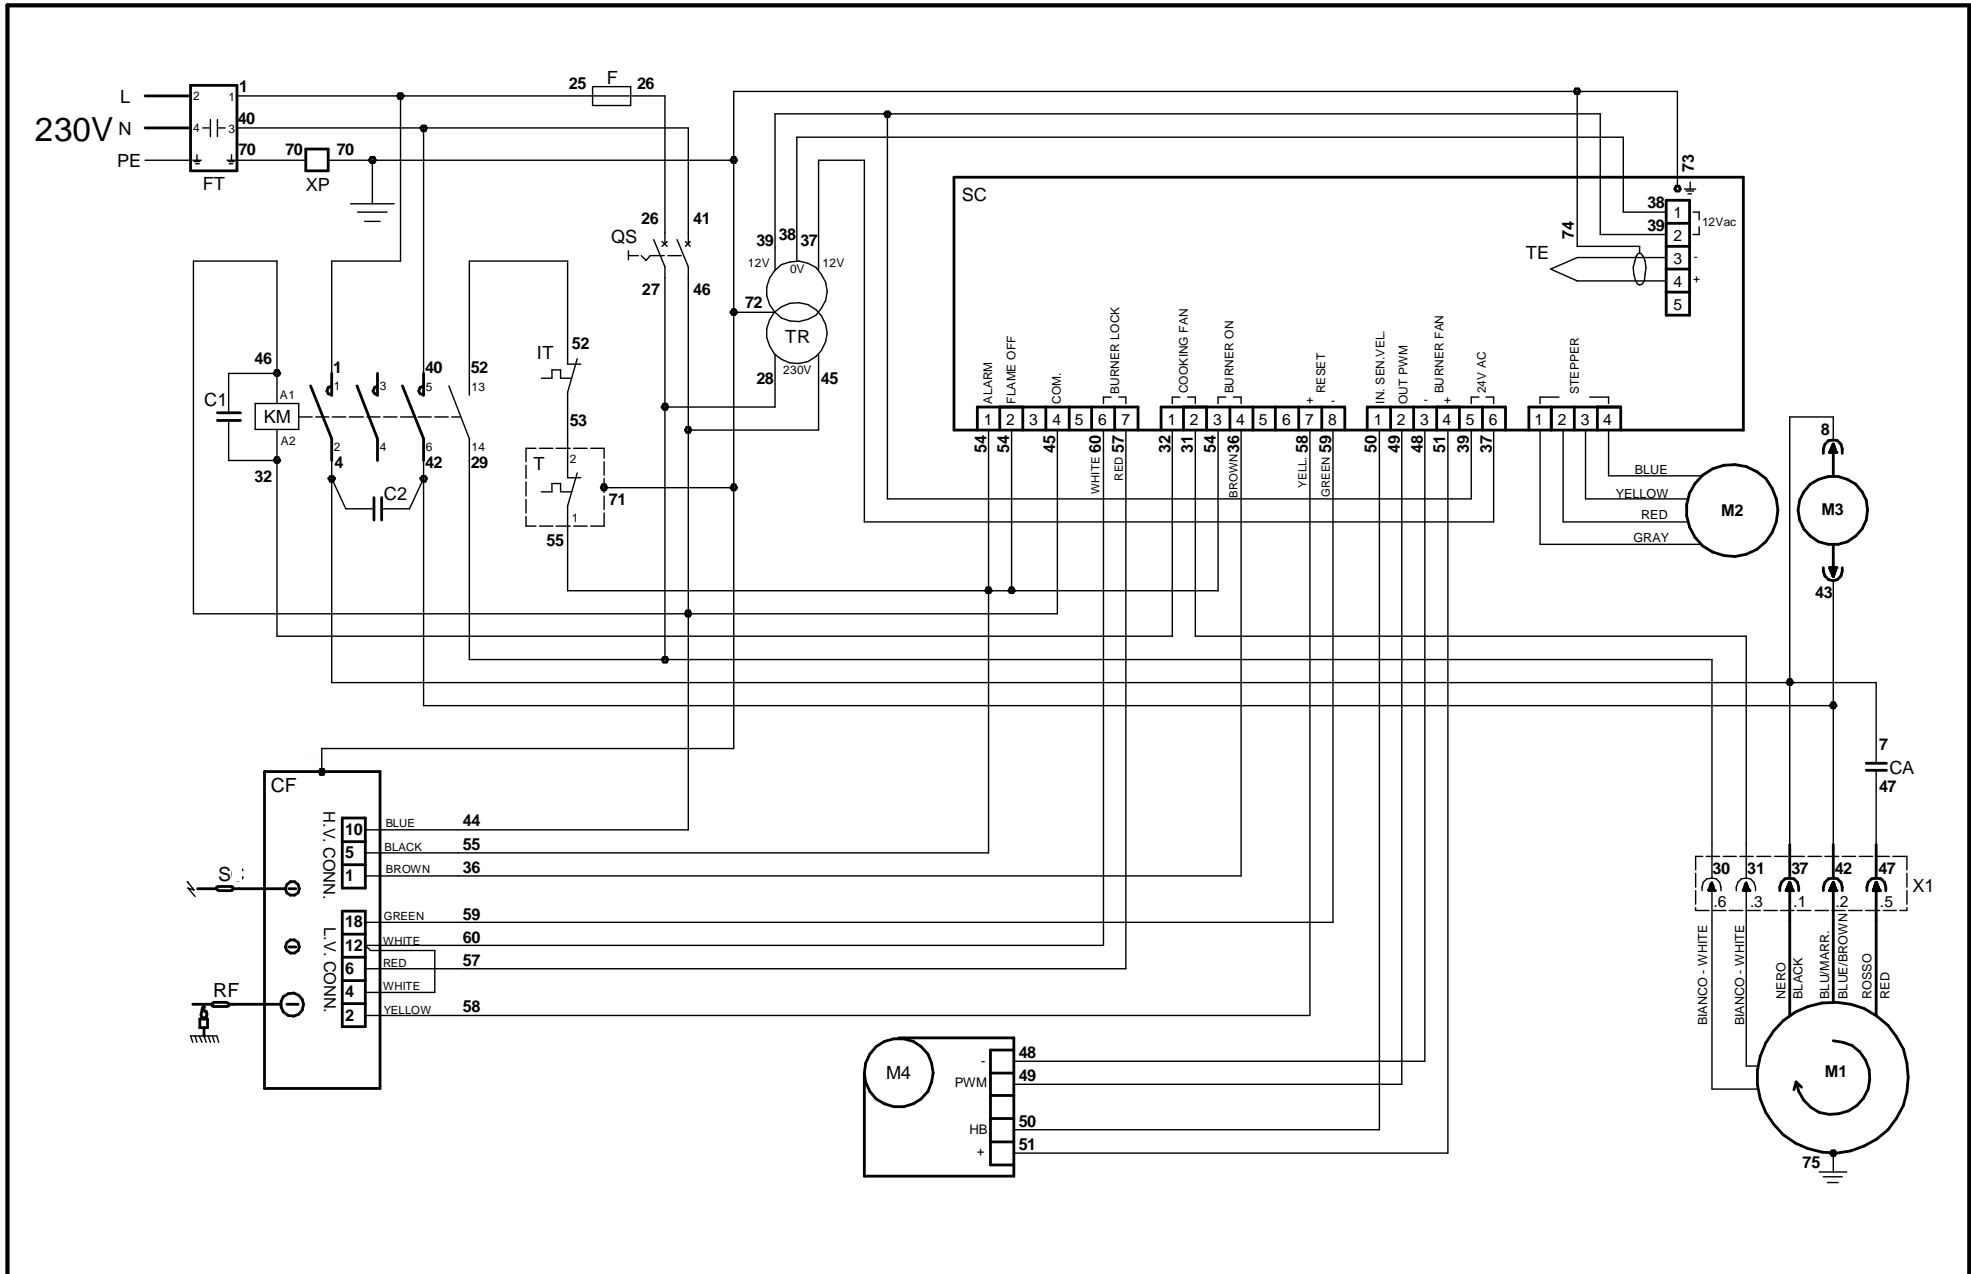 L
230V N
PE
2 1
4 3
1
40
70
FT
70 70
XP
25 F 26
26 41
QS
27 46
39 38 37
12V 0V 12V
72
TR
230V
28 45
SC
73
74
TE
38 1
39 2
12Vac
3 -
4 +
5
ALARM
FLAME OFF
COM.
BURNER LOCK
COOKING FAN
BURNER ON
+ RESET
-
IN. SEN.VEL.
OUT PWM
- BURNER FAN
+
24V AC
STEPPER
1 2 3 4 5 6 7
1 2 3 4 5 6 7 8
1 2 3 4 5 6
1 2 3 4
54 54 45 60 57
WHITE RED
32 31 54 36 58 59
BROWN YELL. GREEN
50 49 48 51 39 37
BLUE
YELLOW
RED
GRAY
M2
8
M3
43
46
C1
A1
KM
A2
32
1 40 52
1 3 5 13
2 4 6 14
4 42 29
C2
IT 52
53
T 2
71
1
55
7
CA
47
CF
H.V. CONN.
10 BLUE 44
5 BLACK 55
1 BROWN 36
L.V. CONN.
18 GREEN 59
12 WHITE 60
6 RED 57
4 WHITE
2 YELLOW 58
RF
M4
- 48
PWM 49
HB 50
+ 51
30 31 37 42 47
X1
.6 .3 .1 .2 .5
BIANCO - WHITE
BIANCO - WHITE
NERO
BLACK
BLU/MARR.
BLUE/BROWN
ROSSO
RED
M1
75